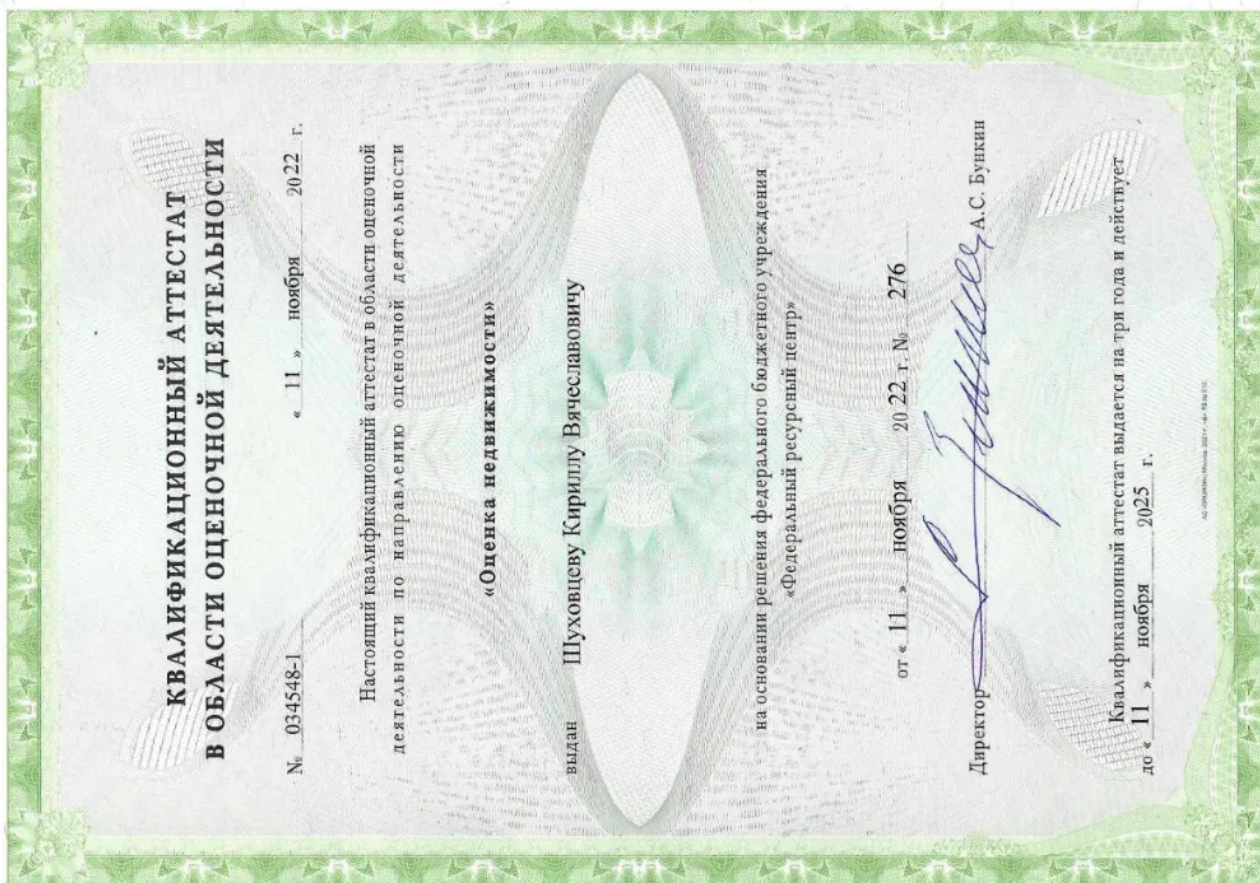 КВАЛИФИКАЦИОННЫЙ АТТЕСТАТ
В ОБЛАСТИ ОЦЕНОЧНОЙ ДЕЯТЕЛЬНОСТИ
№ 034548-1 « 11 » ноября 2022 г.
Настоящий квалификационный аттестат в области оценочной
деятельности по направлению оценочной деятельности
«Оценка недвижимости»
выдан Шуховцеву Кириллу Вячеславовичу
на основании решения федерального бюджетного учреждения
«Федеральный ресурсный центр»
от « 11 » ноября 20 22 г. № 276
Директор А.С. Бункин
Квалификационный аттестат выдается на три года и действует
до « 11 » ноября 2025 г.